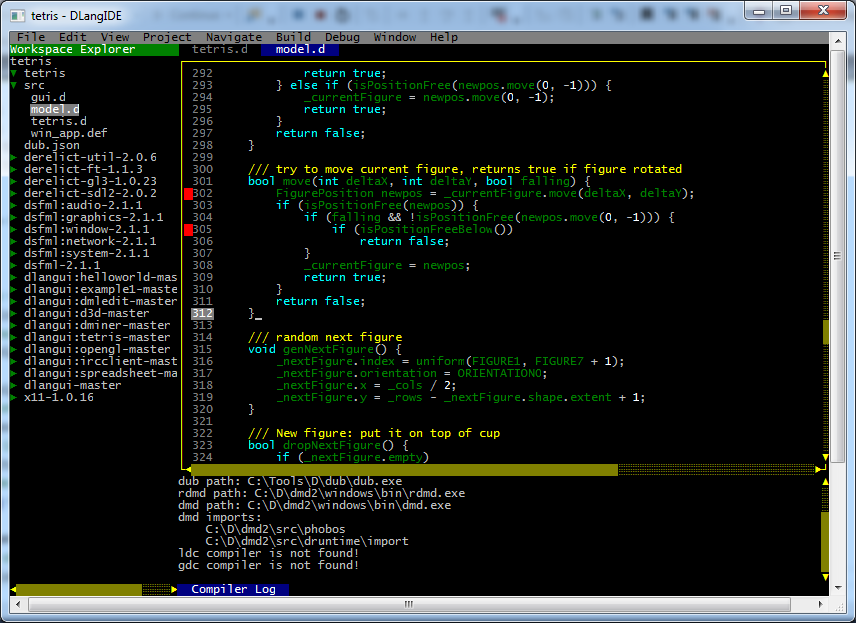 tetris - DLangIDE
File Edit View Project Navigate Build Debug Window Help
Workspace Explorer
tetris
tetris
src
gui.d
model.d
tetris.d
win_app.def
dub.json
derelict-util-2.0.6
derelict-ft-1.1.3
derelict-gl3-1.0.23
derelict-sdl2-2.0.2
dsfml:audio-2.1.1
dsfml:graphics-2.1.1
dsfml:window-2.1.1
dsfml:network-2.1.1
dsfml:system-2.1.1
dsfml-2.1.1
dlangui:helloworld-mas
dlangui:example1-maste
dlangui:dmledit-master
dlangui:d3d-master
dlangui:dminer-master
dlangui:tetris-master
dlangui:opengl-master
dlangui:ircclient-mast
dlangui:spreadsheet-ma
dlangui-master
x11-1.0.16
tetris.d model.d
292 return true;
293 } else if (isPositionFree(newpos.move(0, -1))) {
294 _currentFigure = newpos.move(0, -1);
295 return true;
296 }
297 return false;
298 }
299
300 /// try to move current figure, returns true if figure rotated
301 bool move(int deltaX, int deltaY, bool falling) {
302 FigurePosition newpos = _currentFigure.move(deltaX, deltaY);
303 if (isPositionFree(newpos)) {
304 if (falling && !isPositionFree(newpos.move(0, -1))) {
305 if (isPositionFreeBelow())
306 return false;
307 }
308 _currentFigure = newpos;
309 return true;
310 }
311 return false;
312 }_
313
314 /// random next figure
315 void genNextFigure() {
316 _nextFigure.index = uniform(FIGURE1, FIGURE7 + 1);
317 _nextFigure.orientation = ORIENTATION0;
318 _nextFigure.x = _cols / 2;
319 _nextFigure.y = _rows - _nextFigure.shape.extent + 1;
320 }
321
322 /// New figure: put it on top of cup
323 bool dropNextFigure() {
324 if (_nextFigure.empty)
dub path: C:\Tools\D\dub\dub.exe
rdmd path: C:\D\dmd2\windows\bin\rdmd.exe
dmd path: C:\D\dmd2\windows\bin\dmd.exe
dmd imports:
C:\D\dmd2\src\phobos
C:\D\dmd2\src\druntime\import
ldc compiler is not found!
gdc compiler is not found!
Compiler Log